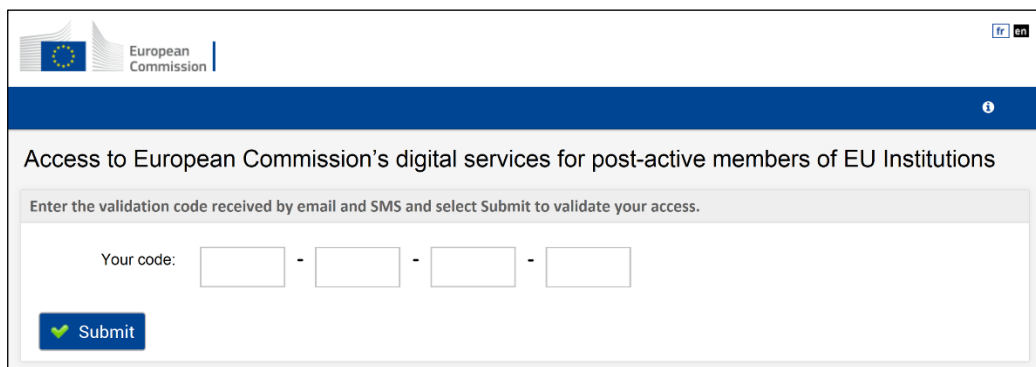 European
Commission
fr en
Access to European Commission's digital services for post-active members of EU Institutions
Enter the validation code received by email and SMS and select Submit to validate your access.
Your code: - - -
Submit